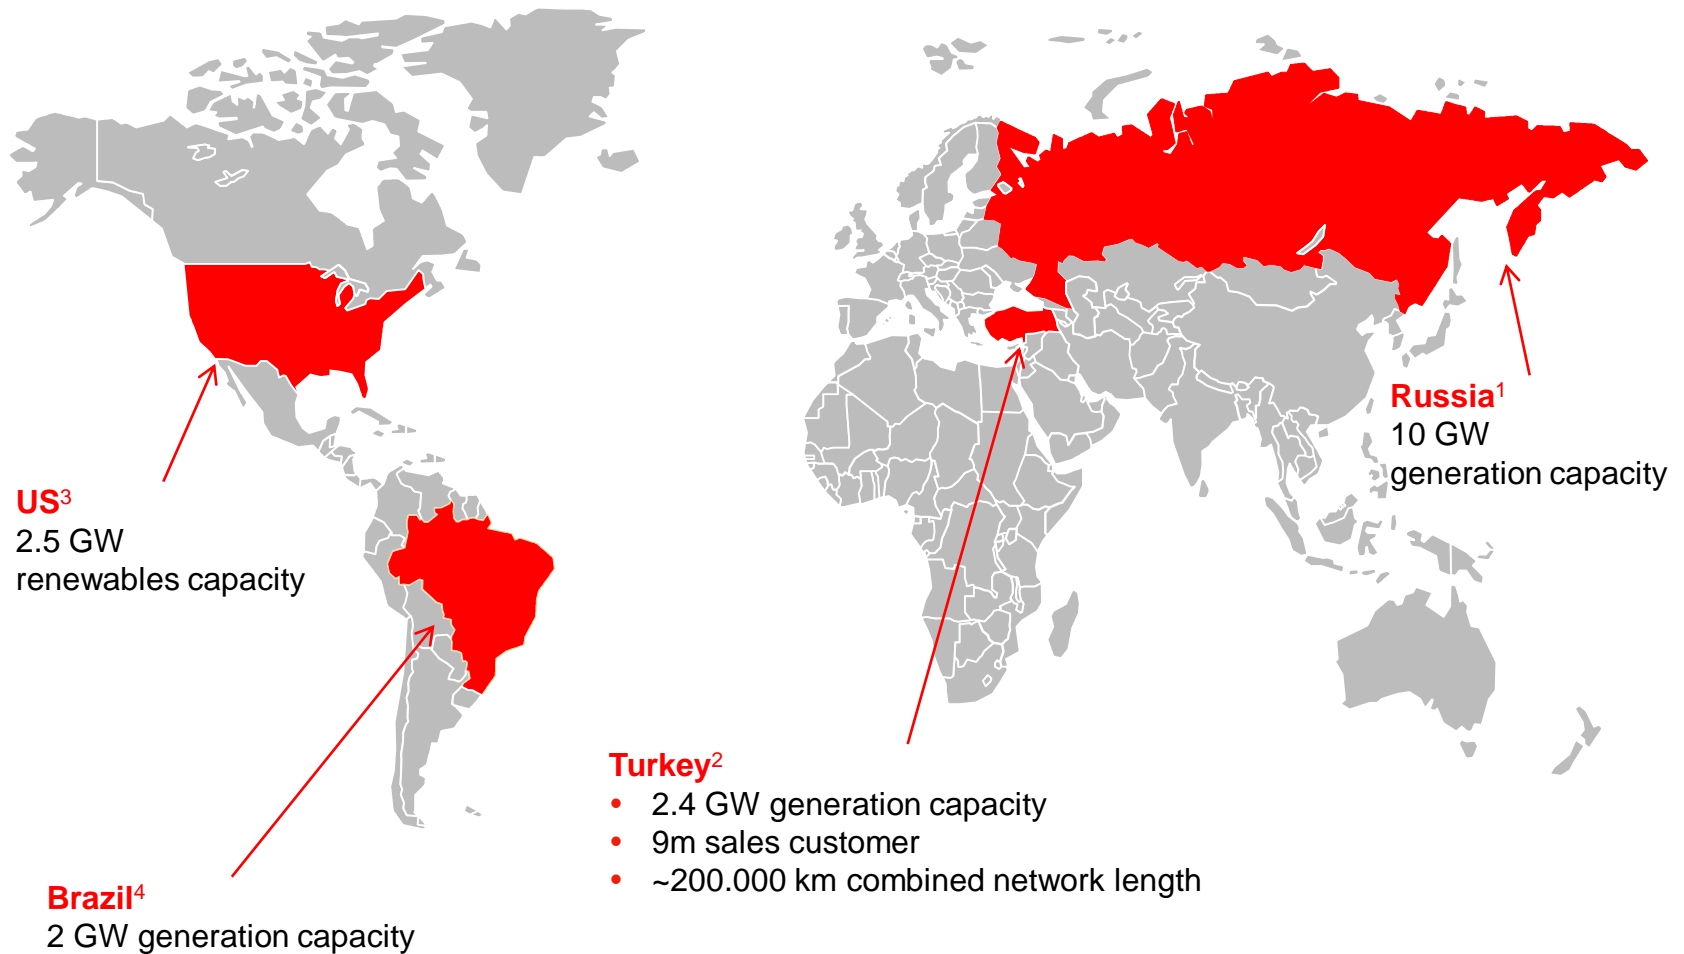 Russia¹
10 GW
generation capacity
US³
2.5 GW
renewables capacity
Turkey²
• 2.4 GW generation capacity
• 9m sales customer
• ~200.000 km combined network length
Brazil⁴
2 GW generation capacity